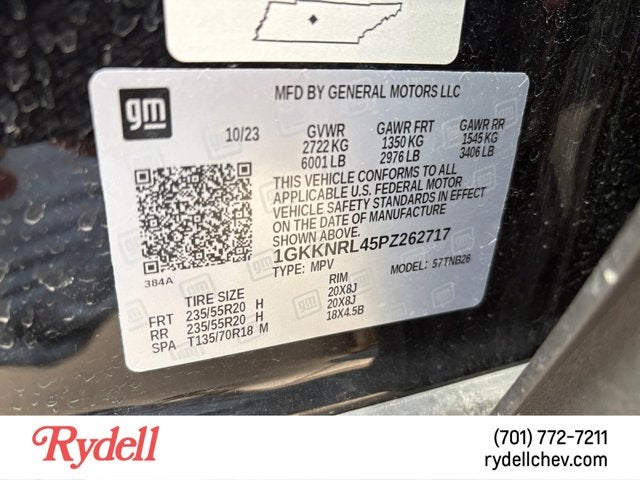 gm
MFD BY GENERAL MOTORS LLC
10/23 GVWR GAWR FRT GAWR RR
2722 KG 1350 KG 1545 KG
6001 LB 2976 LB 3406 LB
THIS VEHICLE CONFORMS TO ALL
APPLICABLE U.S. FEDERAL MOTOR
VEHICLE SAFETY STANDARDS IN EFFECT
ON THE DATE OF MANUFACTURE
SHOWN ABOVE.
1GKKNRL45PZ262717
384A
TYPE: MPV MODEL: 57TNB26
TIRE SIZE RIM
FRT 235/55R20 H 20X8J
RR 235/55R20 H 20X8J
SPA T135/70R18 M 18X4.5B
Rydell
(701) 772-7211
rydellchev.com